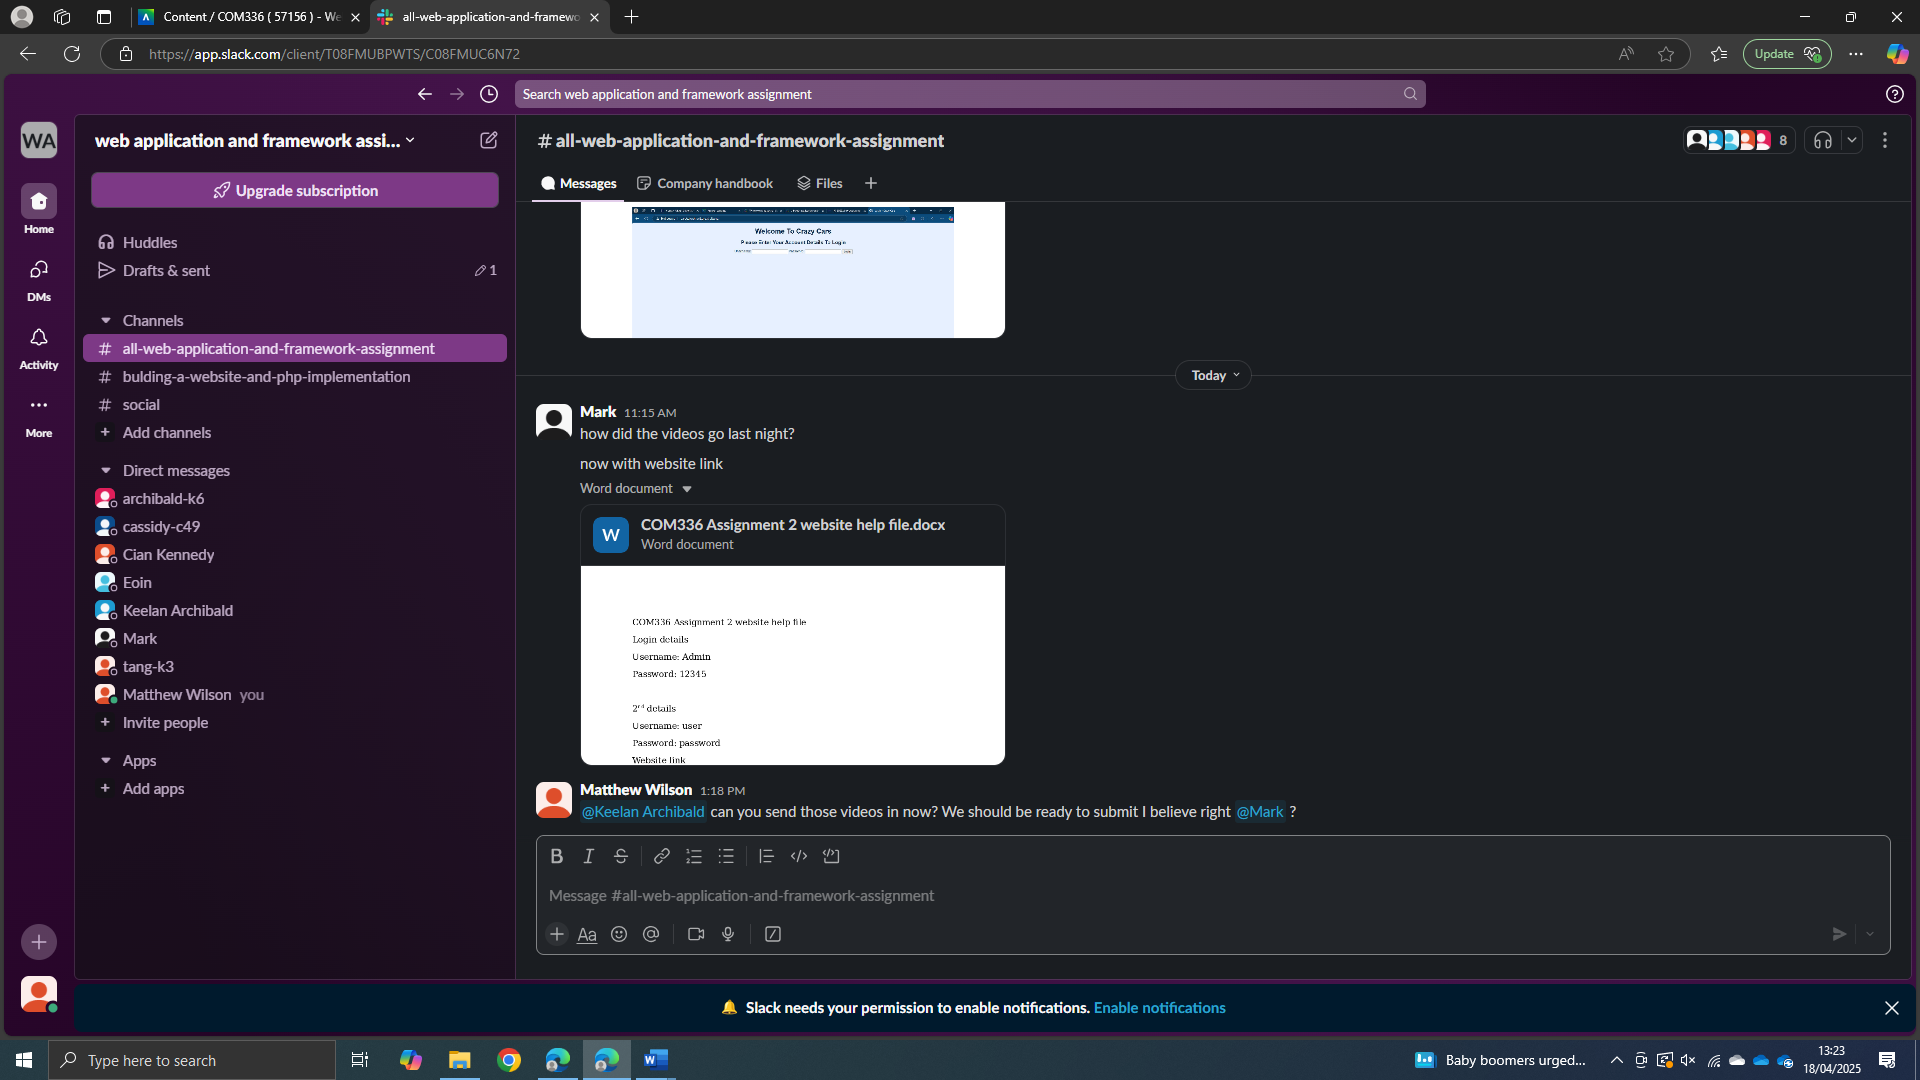 Content / COM336 ( 57156 ) - We
all-web-application-and-framewo
https://app.slack.com/client/T08FMUBPWTS/C08FMUC6N72
Update
Search web application and framework assignment
WA
web application and framework assi...
Upgrade subscription
Home
DMs
Activity
More
Huddles
Drafts & sent
1
Channels
# all-web-application-and-framework-assignment
# bulding-a-website-and-php-implementation
# social
+ Add channels
Direct messages
archibald-k6
cassidy-c49
Cian Kennedy
Eoin
Keelan Archibald
Mark
tang-k3
Matthew Wilson you
+ Invite people
Apps
+ Add apps
# all-web-application-and-framework-assignment
8
Messages
Company handbook
Files
Welcome To Crazy Cars
Please Enter Your Account Details To Login
Today
Mark 11:15 AM
how did the videos go last night?
now with website link
Word document
W
COM336 Assignment 2 website help file.docx
Word document
COM336 Assignment 2 website help file
Login details
Username: Admin
Password: 12345
2nd details
Username: user
Password: password
Website link
Matthew Wilson 1:18 PM
@Keelan Archibald can you send those videos in now? We should be ready to submit I believe right @Mark ?
Message #all-web-application-and-framework-assignment
Aa
Slack needs your permission to enable notifications. Enable notifications
Type here to search
Baby boomers urged...
13:23
18/04/2025